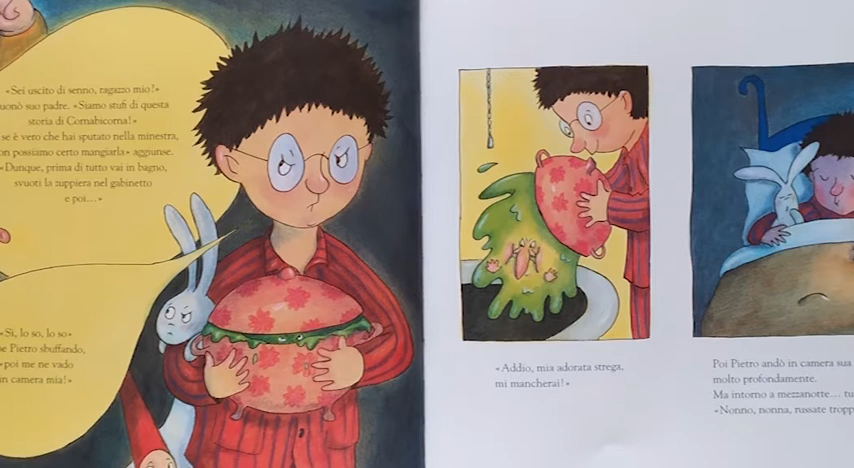 «Sei uscito di senno, ragazzo mio?»
suo padre. «Siamo stufi di questa
storia di Cornabicorna!»
se è vero che hai sputato nella minestra,
possiamo certo mangiarla» aggiunse.
«Dunque, prima di tutto vai in bagno,
svuoti la zuppiera nel gabinetto
e poi…»
«Sì, lo so, lo so»
Pietro sbuffando,
«poi me ne vado
in camera mia!»
«Addio, mia adorata strega,
mi mancherai!»
Poi Pietro andò in camera sua
molto profondamente.
Ma intorno a mezzanotte…
«Nonno, nonna, russate